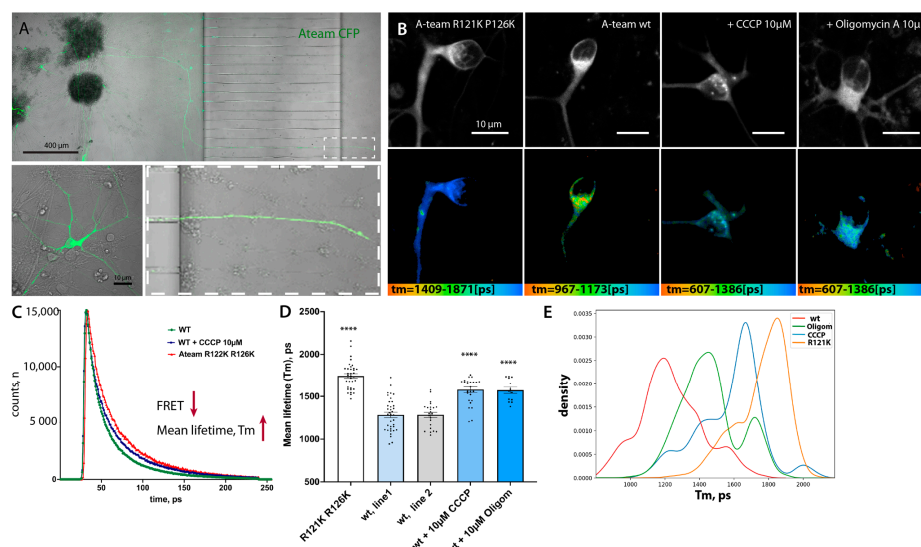 A
Ateam CFP
400 µm
10 µm
B
A-team R121K P126K
A-team wt
+ CCCP 10µM
+ Oligomycin A 10µ
10 µm
tm=1409-1871[ps]
tm=967-1173[ps]
tm=607-1386[ps]
tm=607-1386[ps]
C
15,000
10,000
5 000
0
counts, n
WT
WT + CCCP 10µM
Ateam R122K R126K
FRET
Mean lifetime, Tm
50
100
150
200
250
time, ps
D
2500
2000
1500
1000
500
Mean lifetime (Tm), ps
****
****
****
R121K R126K
wt, line1
wt, line 2
wt + 10µM CCCP
wt + 10µM Oligom
E
0.0035
0.0030
0.0025
0.0020
0.0015
0.0010
0.0005
0.0000
density
wt
Oligom
CCCP
R121K
1000
1200
1400
1600
1800
2000
Tm, ps